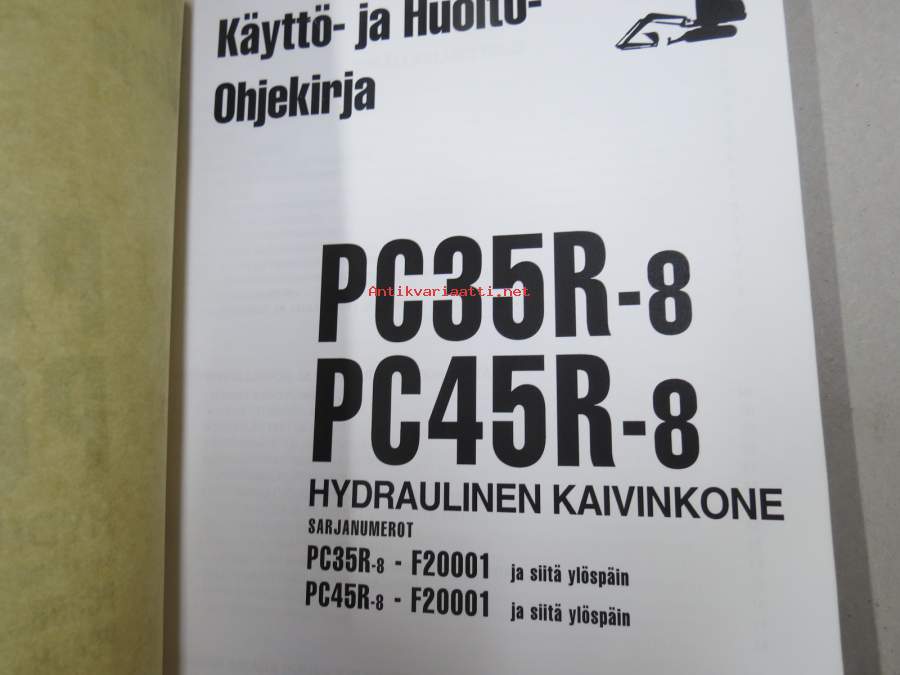 Käyttö- ja Huolto-
Ohjekirja
PC35R-8
Antikvariaatti.net
PC45R-8
HYDRAULINEN KAIVINKONE
SARJANUMEROT
PC35R-8 - F20001 ja siitä ylöspäin
PC45R-8 - F20001 ja siitä ylöspäin